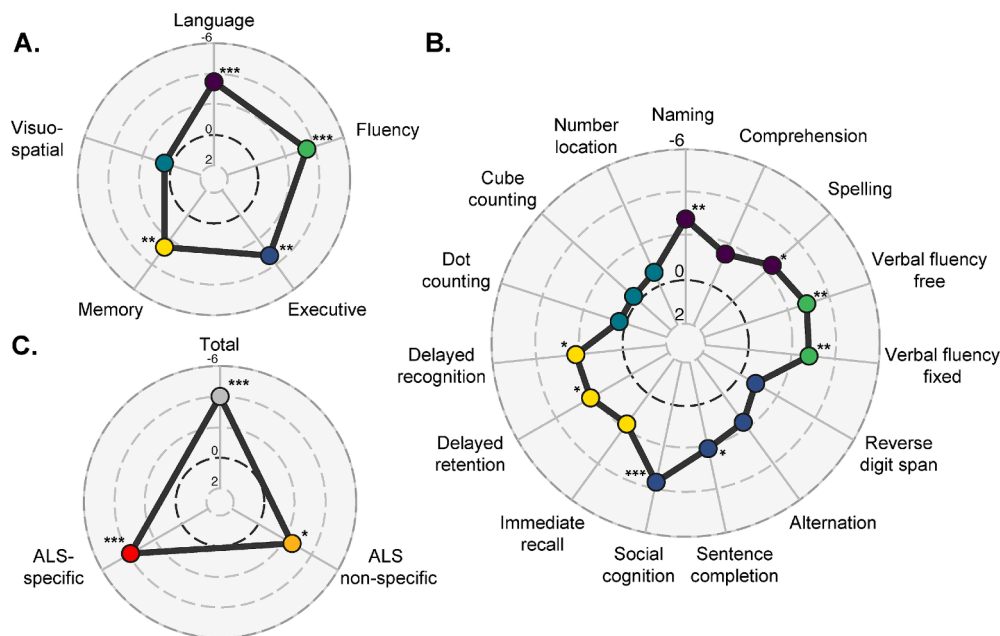 A.
Language
-6
***
Visuo-
spatial
Fluency
***
0
2
**
**
Memory
Executive
B.
Naming
-6
Number
location
Comprehension
Cube
counting
Spelling
**
*
Dot
counting
Verbal fluency
free
**
0
2
Delayed
recognition
*
Verbal fluency
fixed
**
*
Delayed
retention
Reverse
digit span
***
*
Immediate
recall
Alternation
Social
cognition
Sentence
completion
C.
Total
-6
***
0
2
***
*
ALS-
specific
ALS
non-specific